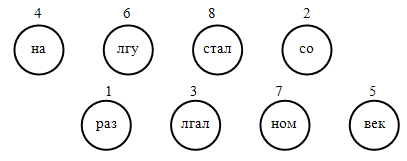 4 6 8 2
на лгу стал со
1 3 7 5
раз лгал ном век